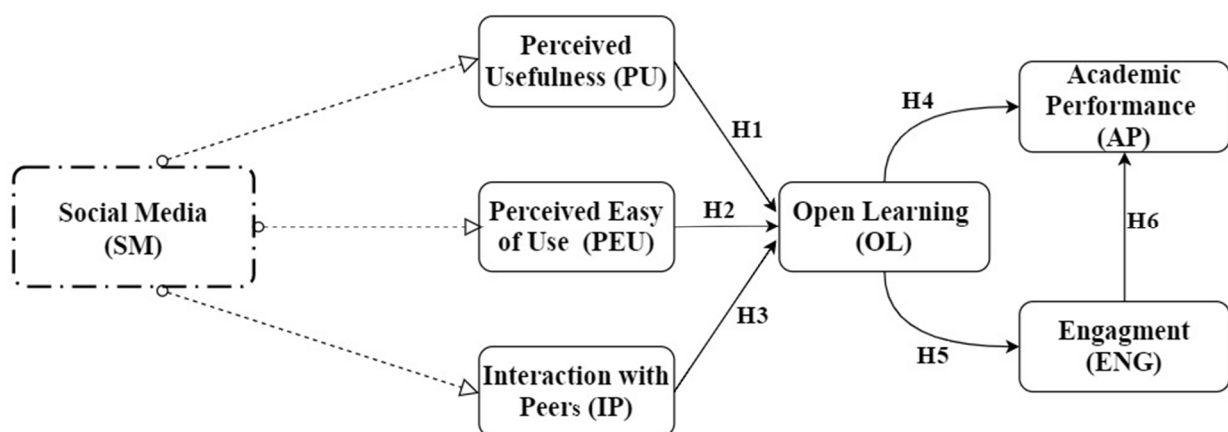 Social Media
(SM)
Perceived
Usefulness (PU)
Perceived Easy
of Use (PEU)
Interaction with
Peers (IP)
H1
H2
H3
Open Learning
(OL)
H4
H5
Academic
Performance
(AP)
H6
Engagment
(ENG)